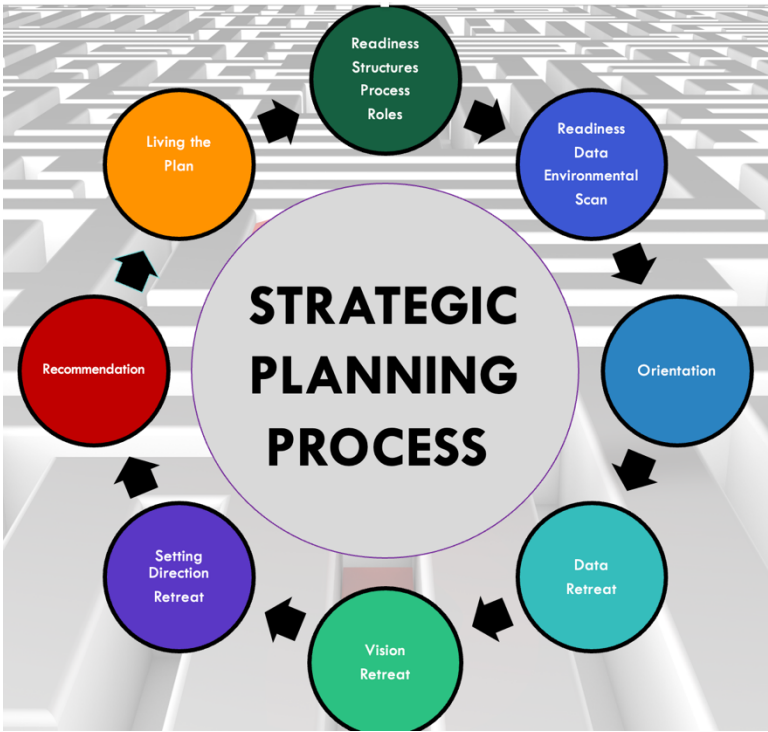 Readiness
Structures
Process
Roles
Readiness
Data
Environmental
Scan
Orientation
Data
Retreat
Vision
Retreat
Setting
Direction
Retreat
Recommendation
Living the
Plan
STRATEGIC
PLANNING
PROCESS